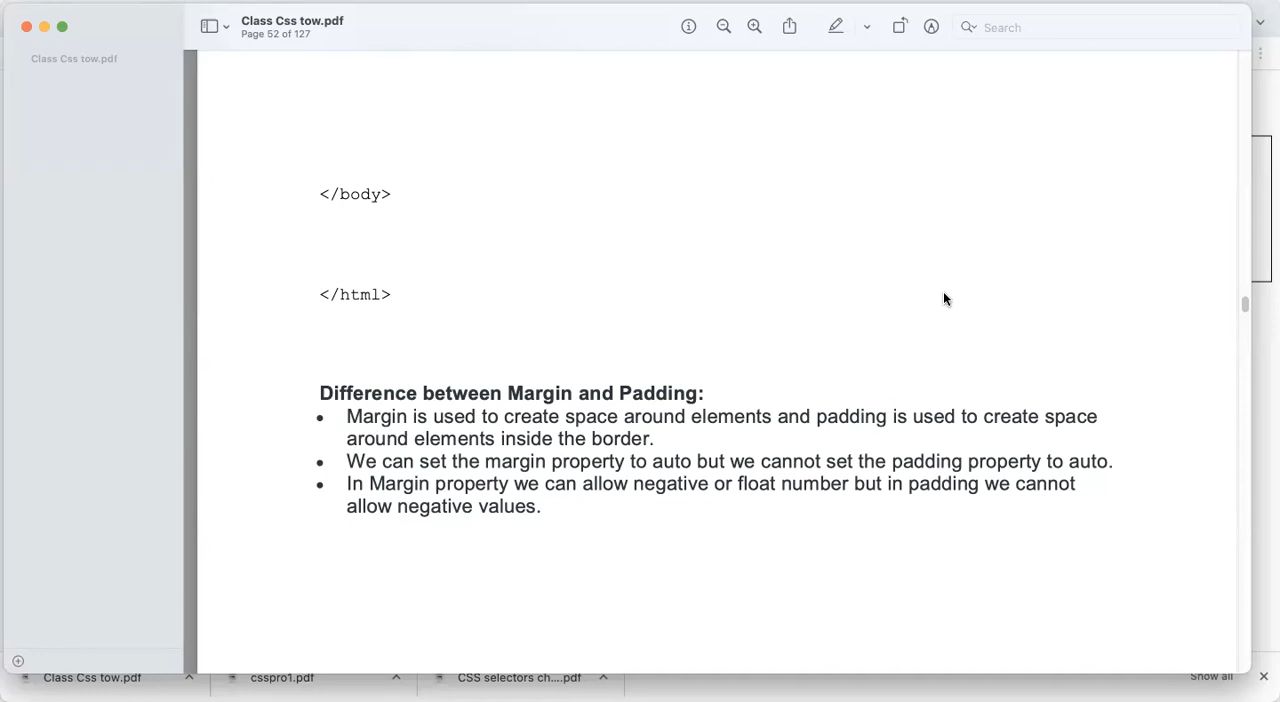 Class Css tow.pdf
Page 52 of 127
Search
Class Css tow.pdf
</body>
</html>
Difference between Margin and Padding:
• Margin is used to create space around elements and padding is used to create space
around elements inside the border.
• We can set the margin property to auto but we cannot set the padding property to auto.
• In Margin property we can allow negative or float number but in padding we cannot
allow negative values.
Class Css tow.pdf
csspro1.pdf
CSS selectors ch....pdf
Show all